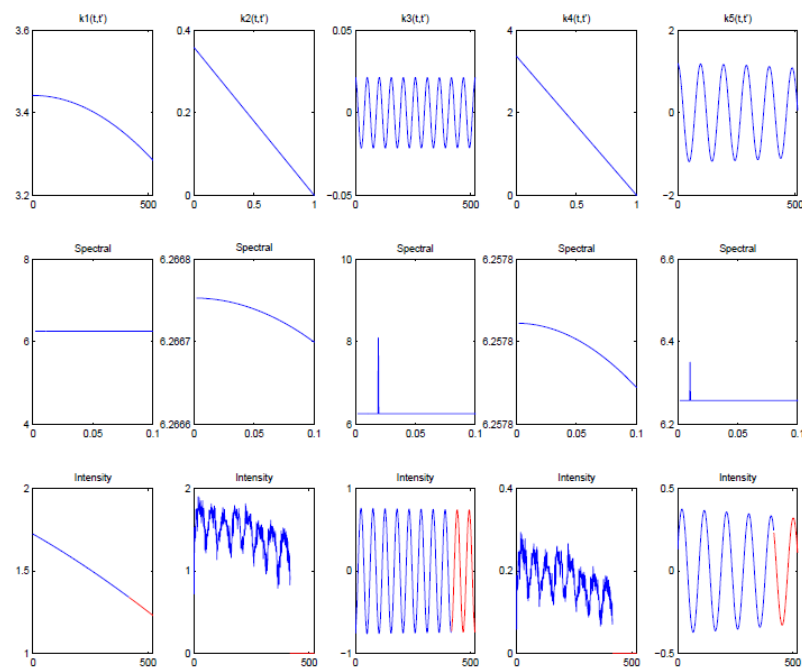 k1(t,t') k2(t,t') k3(t,t') k4(t,t') k5(t,t')
3.6 0.4 0.05 4 2
3.4 0.2 0 2 0
3.2 0 -0.05 0 -2
0 500 0 0.5 1 0 500 0 0.5 1 0 500
Spectral Spectral Spectral Spectral Spectral
8 6.2668 10 6.2578 6.6
6 6.2667 8 6.2578 6.4
4 6.2666 6 6.2578 6.2
0 0.05 0.1 0 0.05 0.1 0 0.05 0.1 0 0.05 0.1 0 0.05 0.1
Intensity Intensity Intensity Intensity Intensity
2 2 1 0.4 0.5
1.5 1 0 0.2 0
1 0 -1 0 -0.5
0 500 0 500 0 500 0 500 0 500